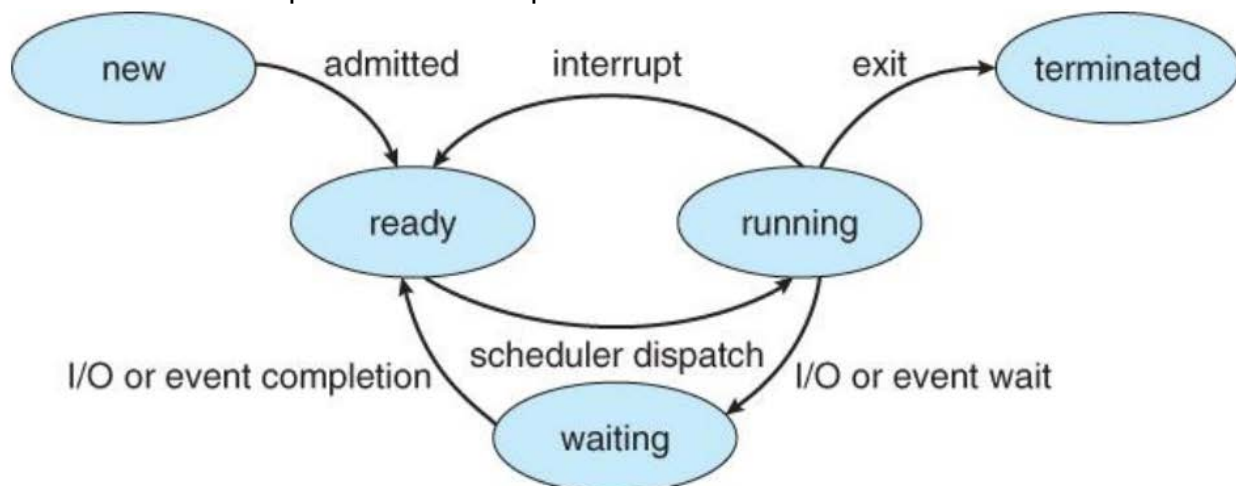 new
admitted
interrupt
exit
terminated
ready
running
I/O or event completion
scheduler dispatch
I/O or event wait
waiting